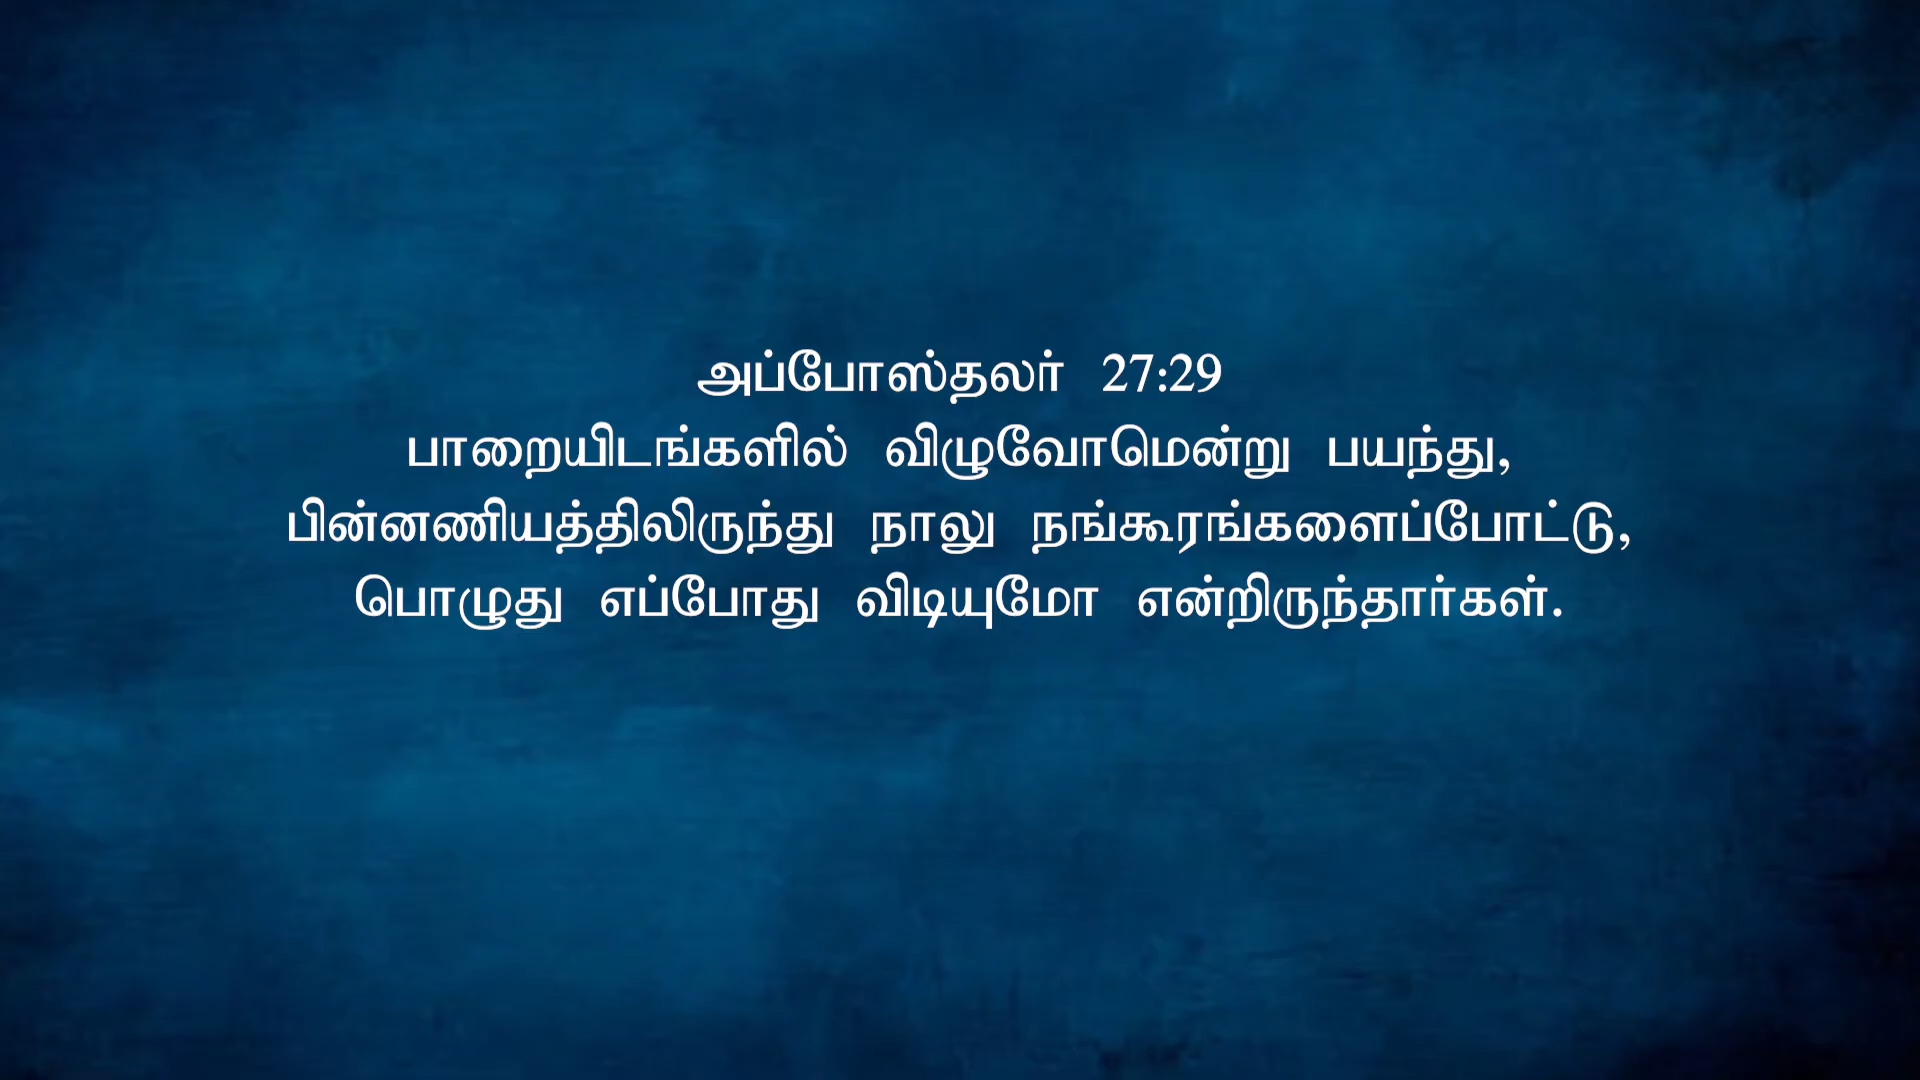 அப்போஸ்தலர் 27:29
பாறையிடங்களில் விழுவோமென்று பயந்து,
பின்னணியத்திலிருந்து நாலு நங்கூரங்களைப்போட்டு,
பொழுது எப்போது விடியுமோ என்றிருந்தார்கள்.